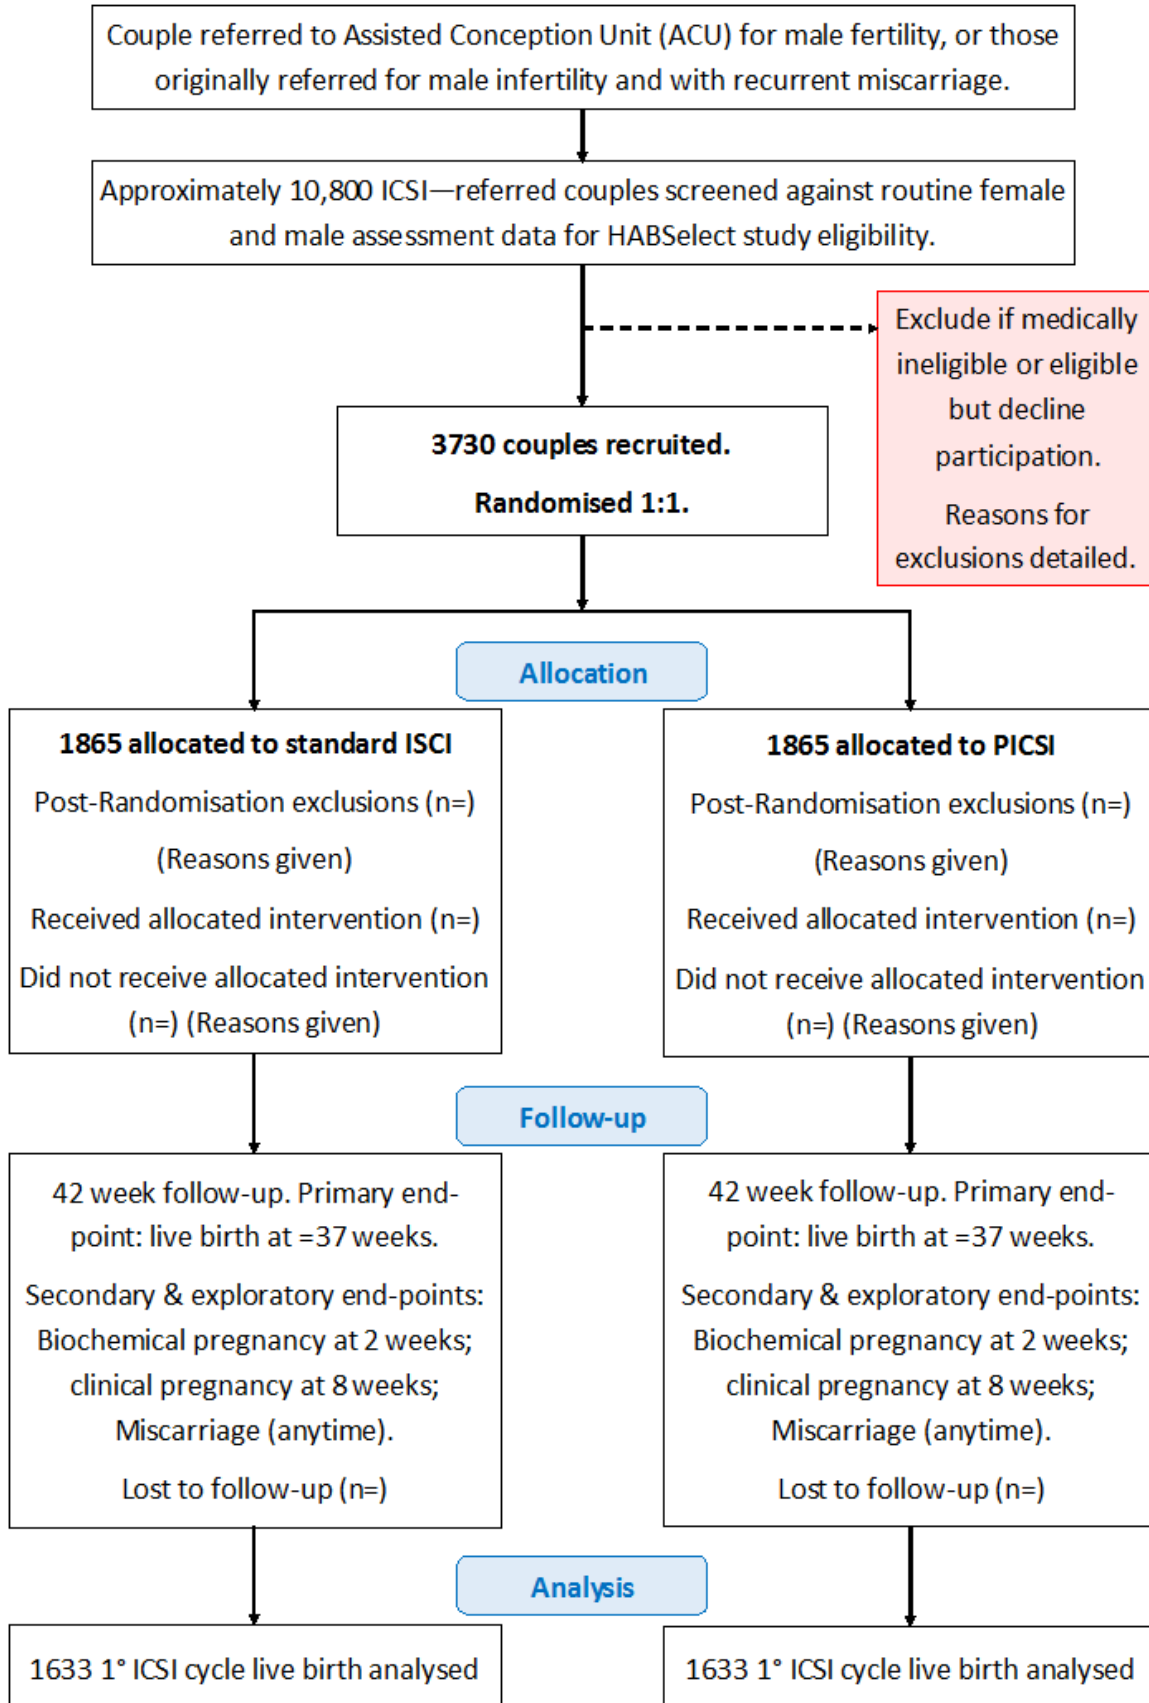 Couple referred to Assisted Conception Unit (ACU) for male fertility, or those
originally referred for male infertility and with recurrent miscarriage.
Approximately 10,800 ICSI—referred couples screened against routine female
and male assessment data for HABSelect study eligibility.
Exclude if medically
ineligible or eligible
but decline
participation.
Reasons for
exclusions detailed.
3730 couples recruited.
Randomised 1:1.
Allocation
1865 allocated to standard ISCI
Post-Randomisation exclusions (n=)
(Reasons given)
Received allocated intervention (n=)
Did not receive allocated intervention
(n=) (Reasons given)
1865 allocated to PICSI
Post-Randomisation exclusions (n=)
(Reasons given)
Received allocated intervention (n=)
Did not receive allocated intervention
(n=) (Reasons given)
Follow-up
42 week follow-up. Primary end-
point: live birth at =37 weeks.
Secondary & exploratory end-points:
Biochemical pregnancy at 2 weeks;
clinical pregnancy at 8 weeks;
Miscarriage (anytime).
Lost to follow-up (n=)
42 week follow-up. Primary end-
point: live birth at =37 weeks.
Secondary & exploratory end-points:
Biochemical pregnancy at 2 weeks;
clinical pregnancy at 8 weeks;
Miscarriage (anytime).
Lost to follow-up (n=)
Analysis
1633 1° ICSI cycle live birth analysed
1633 1° ICSI cycle live birth analysed